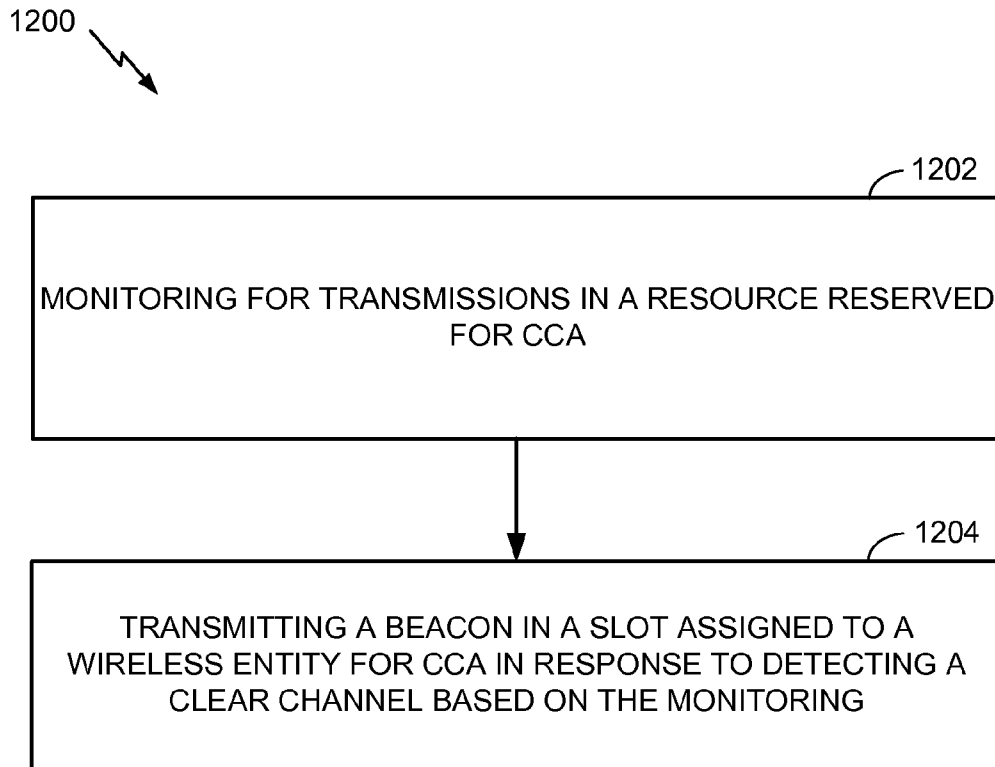 1200
1202
MONITORING FOR TRANSMISSIONS IN A RESOURCE RESERVED
FOR CCA
1204
TRANSMITTING A BEACON IN A SLOT ASSIGNED TO A
WIRELESS ENTITY FOR CCA IN RESPONSE TO DETECTING A
CLEAR CHANNEL BASED ON THE MONITORING